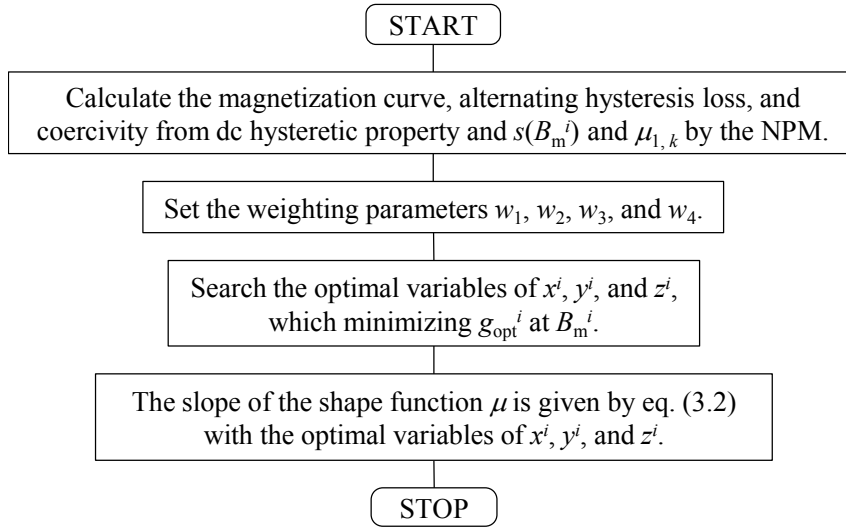 START
Calculate the magnetization curve, alternating hysteresis loss, and
coercivity from dc hysteretic property and s(Bₘⁱ) and μ₁, ₖ by the NPM.
Set the weighting parameters w₁, w₂, w₃, and w₄.
Search the optimal variables of xⁱ, yⁱ, and zⁱ,
which minimizing gₒₚₜⁱ at Bₘⁱ.
The slope of the shape function μ is given by eq. (3.2)
with the optimal variables of xⁱ, yⁱ, and zⁱ.
STOP